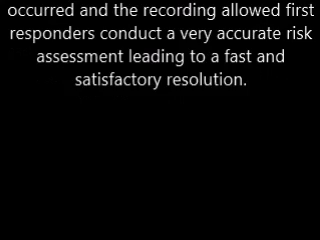 occurred and the recording allowed first
responders conduct a very accurate risk
assessment leading to a fast and
satisfactory resolution.